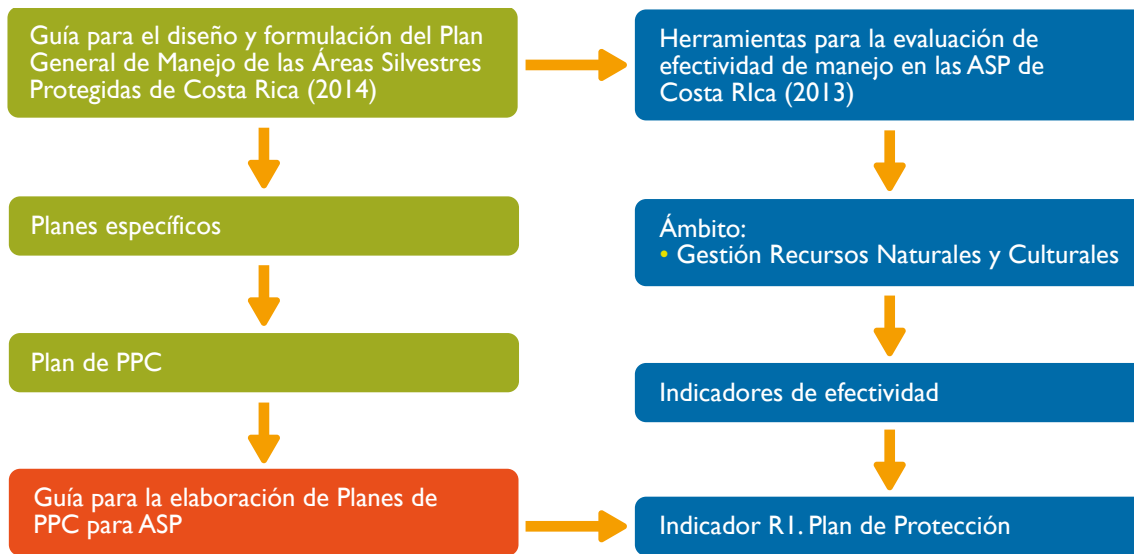 Guía para el diseño y formulación del Plan
General de Manejo de las Áreas Silvestres
Protegidas de Costa Rica (2014)
Planes específicos
Plan de PPC
Guía para la elaboración de Planes de
PPC para ASP
Herramientas para la evaluación de
efectividad de manejo en las ASP de
Costa RIca (2013)
Ámbito:
• Gestión Recursos Naturales y Culturales
Indicadores de efectividad
Indicador R1. Plan de Protección